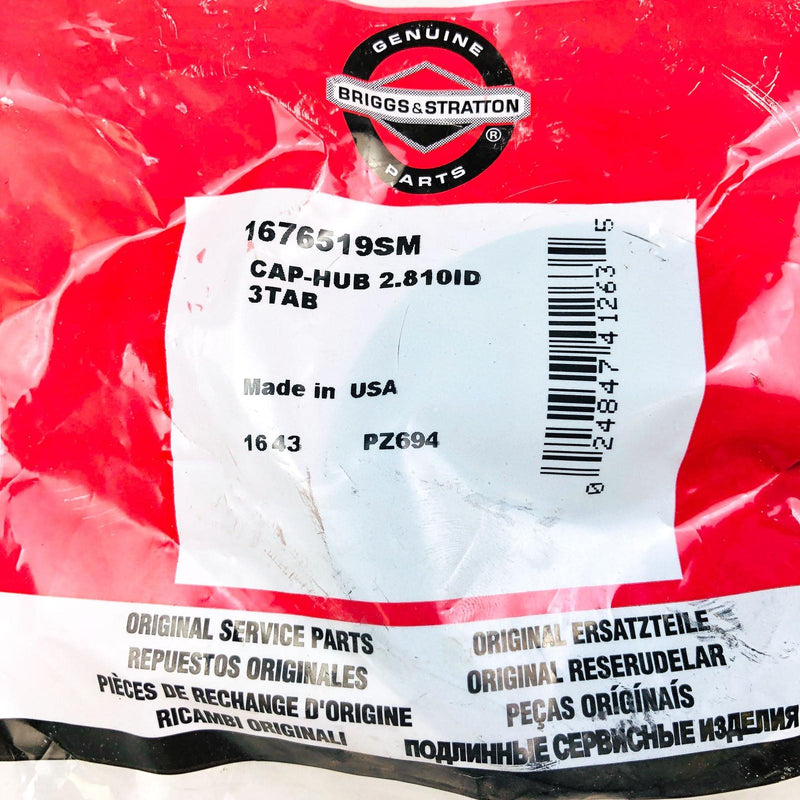 GENUINE
BRIGGS & STRATTON
®
PARTS
1676519SM
CAP-HUB 2.810ID
3TAB
Made in USA
1643 PZ694
0 24847 41263 5
ORIGINAL SERVICE PARTS
REPUESTOS ORIGINALES
PIÈCES DE RECHANGE D'ORIGINE
RICAMBI ORIGINALI
ORIGINAL ERSATZTEILE
ORIGINAL RESERUDELAR
PEÇAS ORÍGÍNAÍS
ПОДЛИННЫЕ СЕРВИСНЫЕ ИЗДЕЛИЯ